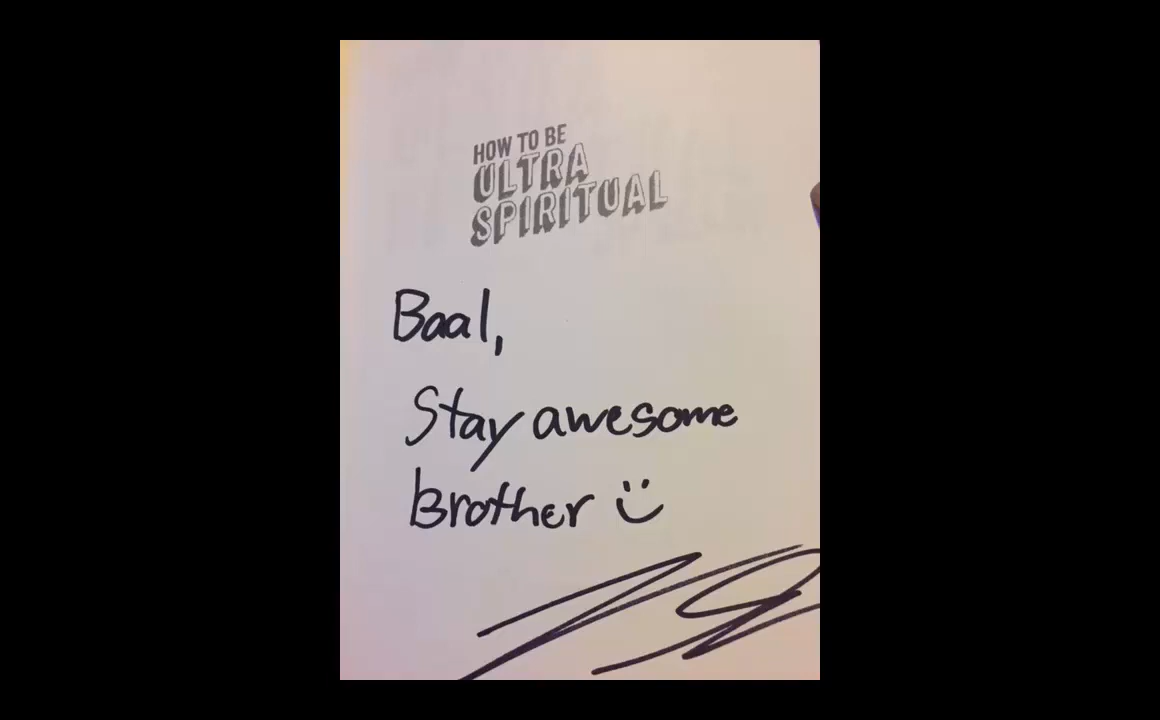 HOW TO BE
ULTRA
SPIRITUAL
Baal,
Stay awesome
Brother